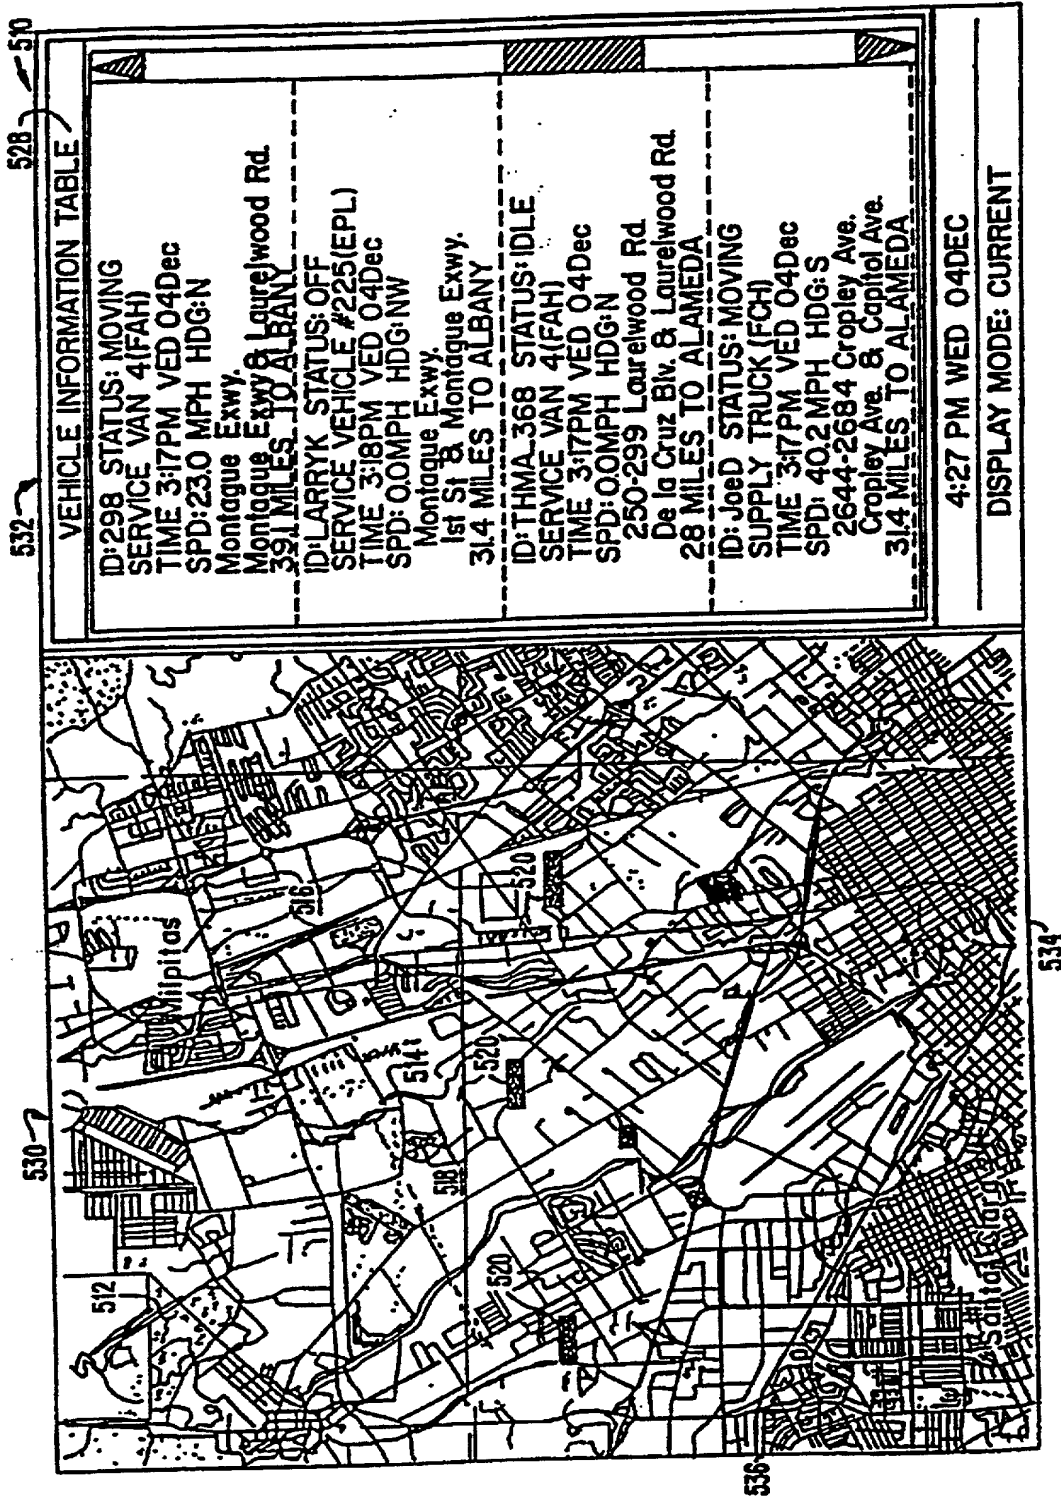 530
532
528
510
512
Milpitas
516
514
518
520
520
520
Santa Clara
536
534
VEHICLE INFORMATION TABLE
ID:298 STATUS: MOVING
SERVICE VAN 4(FAH)
TIME 3:17PM VED 04Dec
SPD:23.0 MPH HDG:N
Montague Exwy.
Montague Exwy & Laurelwood Rd.
39.1 MILES TO ALBANY
ID:LARRYK STATUS: OFF
SERVICE VEHICLE #225(EPL)
TIME 3:18PM VED 04Dec
SPD: 0.0MPH HDG:NW
Montague Exwy.
1st St & Montague Exwy.
31.4 MILES TO ALBANY
ID:THMA_368 STATUS:IDLE
SERVICE VAN 4(FAH)
TIME 3:17PM VED 04Dec
SPD:0.0MPH HDG:N
250-299 Laurelwood Rd.
De la Cruz Blv. & Laurelwood Rd.
28 MILES TO ALAMEDA
ID: JoeD STATUS: MOVING
SUPPLY TRUCK (FCH)
TIME 3:17PM VED 04Dec
SPD: 40.2 MPH HDG:S
2644-2684 Cropley Ave.
Cropley Ave. & Capitol Ave.
31.4 MILES TO ALAMEDA
4:27 PM WED 04DEC
DISPLAY MODE: CURRENT